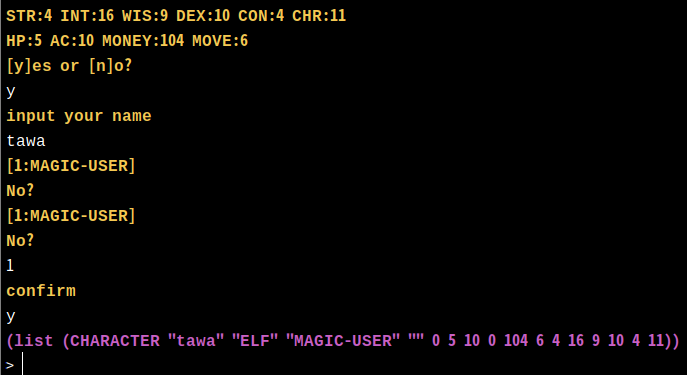 STR:4 INT:16 WIS:9 DEX:10 CON:4 CHR:11
HP:5 AC:10 MONEY:104 MOVE:6
[y]es or [n]o?
y
input your name
tawa
[1:MAGIC-USER]
No?
[1:MAGIC-USER]
No?
1
confirm
y
(list (CHARACTER "tawa" "ELF" "MAGIC-USER" "" 0 5 10 0 104 6 4 16 9 10 4 11))
>